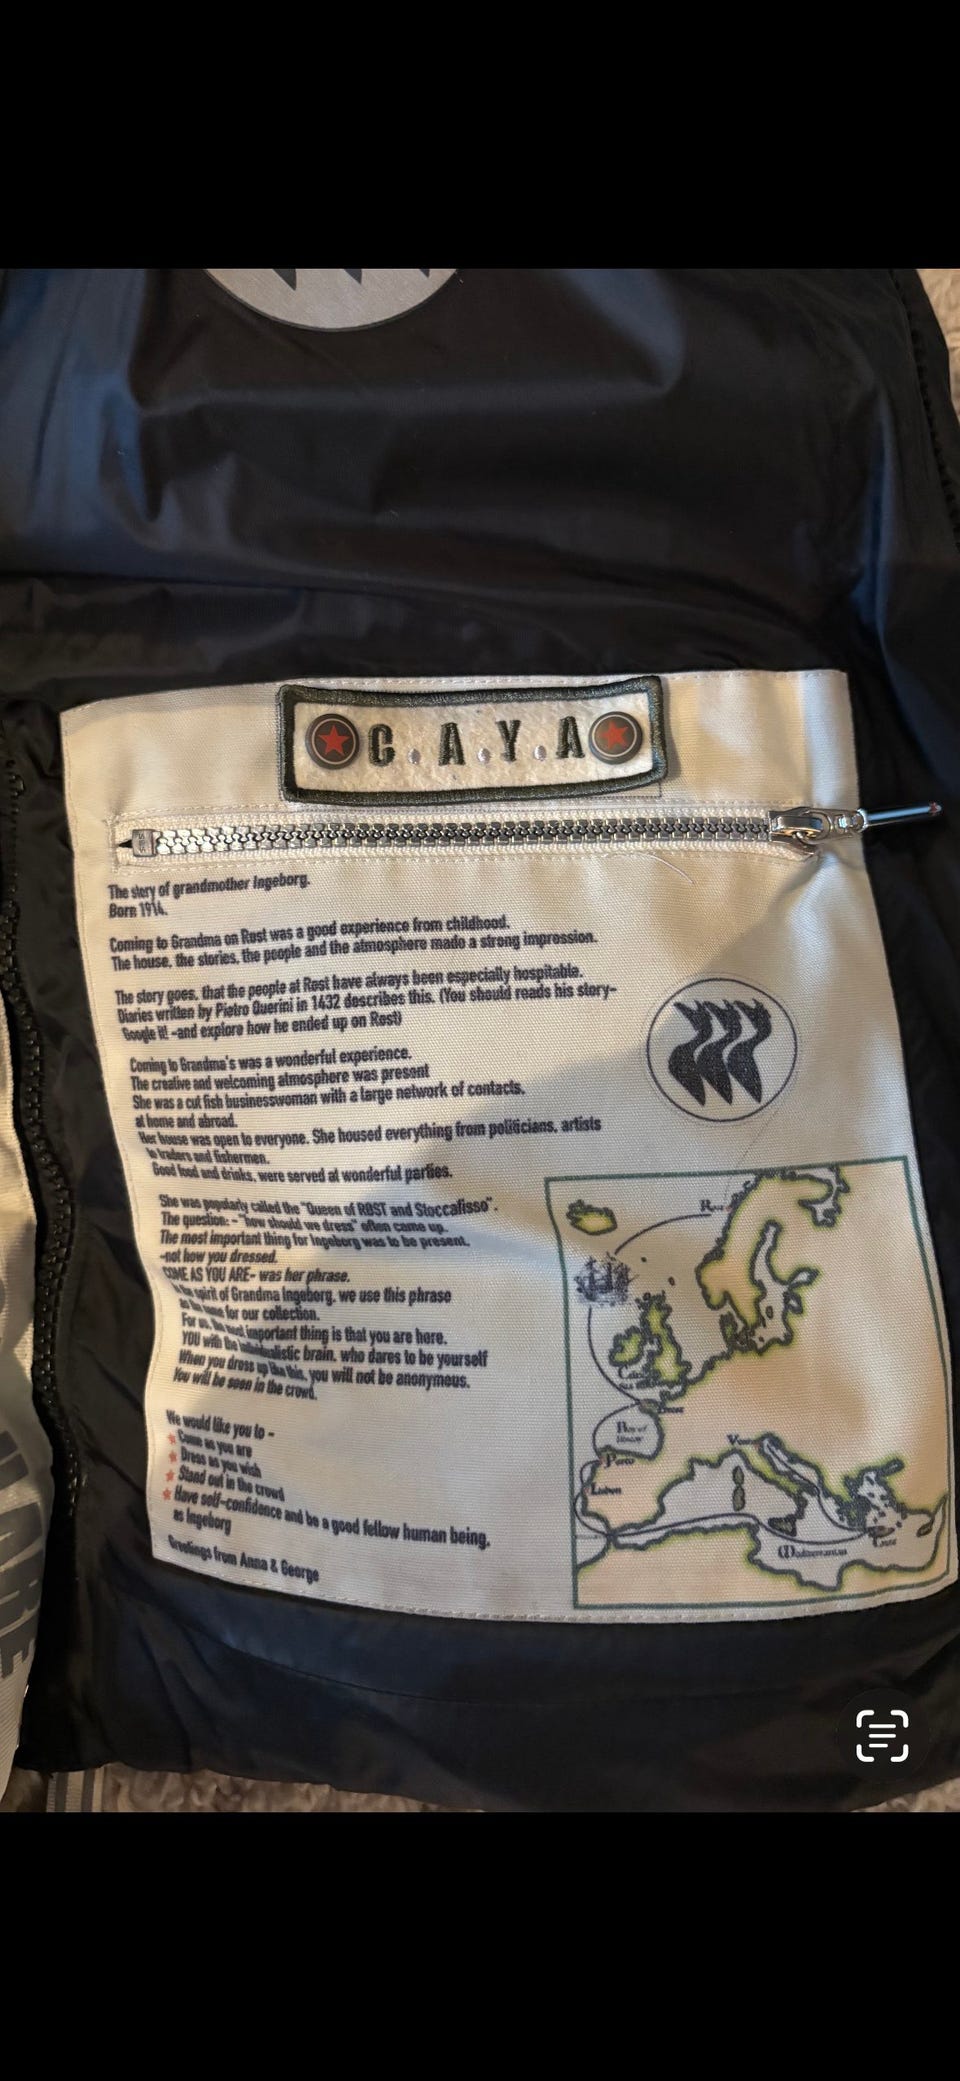 C.A.Y.A
The story of grandmother Ingeborg.
Born 1914.
Coming to Grandma on Røst was a good experience from childhood.
The house, the stories, the people and the atmosphere made a strong impression.
The story goes, that the people at Røst have always been especially hospitable.
Diaries written by Pietro Querini in 1432 describes this. (You should reads his story-
Google it! -and explore how he ended up on Røst)
Coming to Grandma's was a wonderful experience.
The creative and welcoming atmosphere was present
She was a cut fish businesswoman with a large network of contacts.
at home and abroad.
Her house was open to everyone. She housed everything from politicians, artists
to traders and fishermen.
Good food and drinks, were served at wonderful parties.
She was popularly called the "Queen of RØST and Stoccafisso".
The question: - "how should we dress" often came up.
The most important thing for Ingeborg was to be present,
-not how you dressed.
COME AS YOU ARE- was her phrase.
In the spirit of Grandma Ingeborg, we use this phrase
as the name for our collection.
For us, the most important thing is that you are here.
YOU with the individualistic brain, who dares to be yourself
When you dress up like this, you will not be anonymous.
You will be seen in the crowd.
We would like you to -
Come as you are
Dress as you wish
Stand out in the crowd
Have self-confidence and be a good fellow human being.
as Ingeborg
Greetings from Anna & George
Bay of
Biscay
Porto
Lisbon
Mediterranean